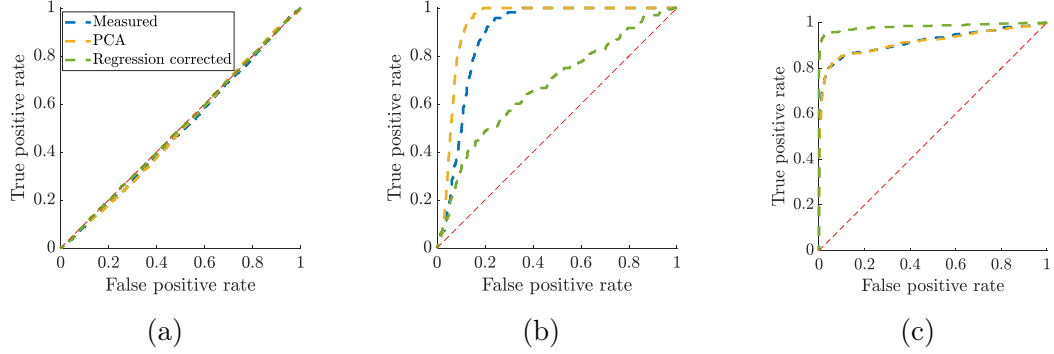 Measured
PCA
Regression corrected
True positive rate
1
0.8
0.6
0.4
0.2
0
0 0.2 0.4 0.6 0.8 1
False positive rate
(a)
True positive rate
1
0.8
0.6
0.4
0.2
0
0 0.2 0.4 0.6 0.8 1
False positive rate
(b)
True positive rate
1
0.8
0.6
0.4
0.2
0
0 0.2 0.4 0.6 0.8 1
False positive rate
(c)